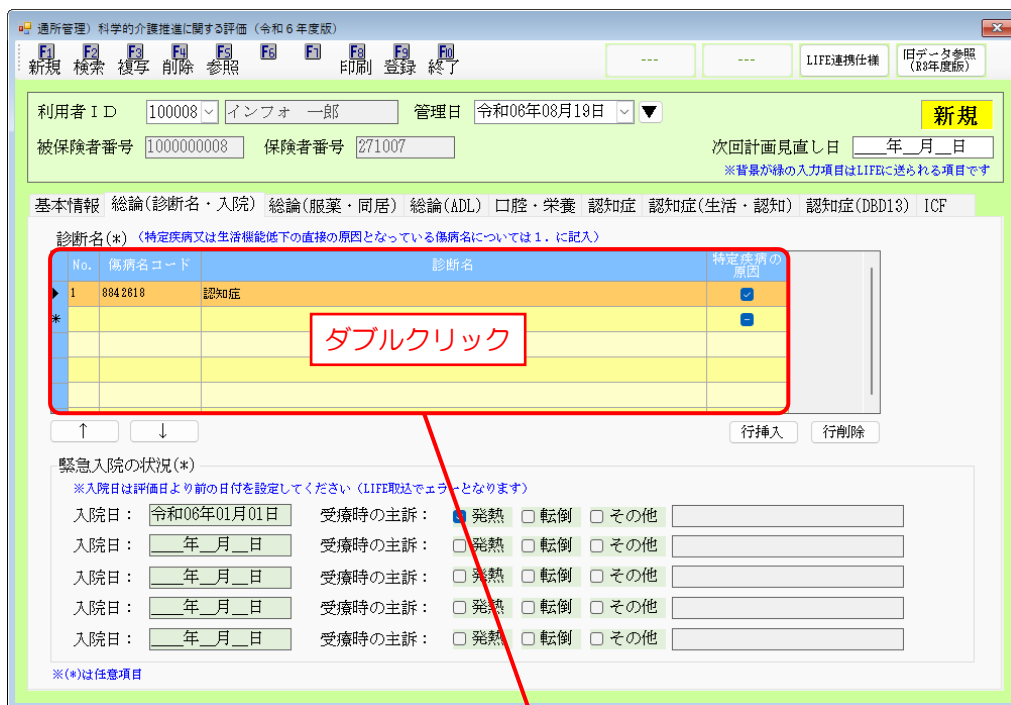 通所管理）科学的介護推進に関する評価（令和６年度版）
F1 F2 F3 F4 F5 F6 F7 F8 F9 F10
新規 検索 複写 削除 参照 印刷 登録 終了 --- --- LIFE連携仕様 旧データ参照（R3年度版）
利用者ＩＤ 100008 インフォ　一郎 管理日 令和06年08月19日 ▼ 新規
被保険者番号 1000000008 保険者番号 271007 次回計画見直し日 ____年__月__日
※背景が緑の入力項目はLIFEに送られる項目です
基本情報 総論(診断名・入院) 総論(服薬・同居) 総論(ADL) 口腔・栄養 認知症 認知症(生活・認知) 認知症(DBD13) ICF
診断名(*)（特定疾病又は生活機能低下の直接の原因となっている傷病名については１．に記入）
No. 傷病名コード 診断名 特定疾病の原因
1 8842618 認知症
*
ダブルクリック
↑ ↓ 行挿入 行削除
緊急入院の状況(*)
※入院日は評価日より前の日付を設定してください（LIFE取込でエラーとなります）
入院日： 令和06年01月01日 受療時の主訴： 発熱 転倒 その他
入院日： ____年__月__日 受療時の主訴： 発熱 転倒 その他
入院日： ____年__月__日 受療時の主訴： 発熱 転倒 その他
入院日： ____年__月__日 受療時の主訴： 発熱 転倒 その他
入院日： ____年__月__日 受療時の主訴： 発熱 転倒 その他
※(*)は任意項目